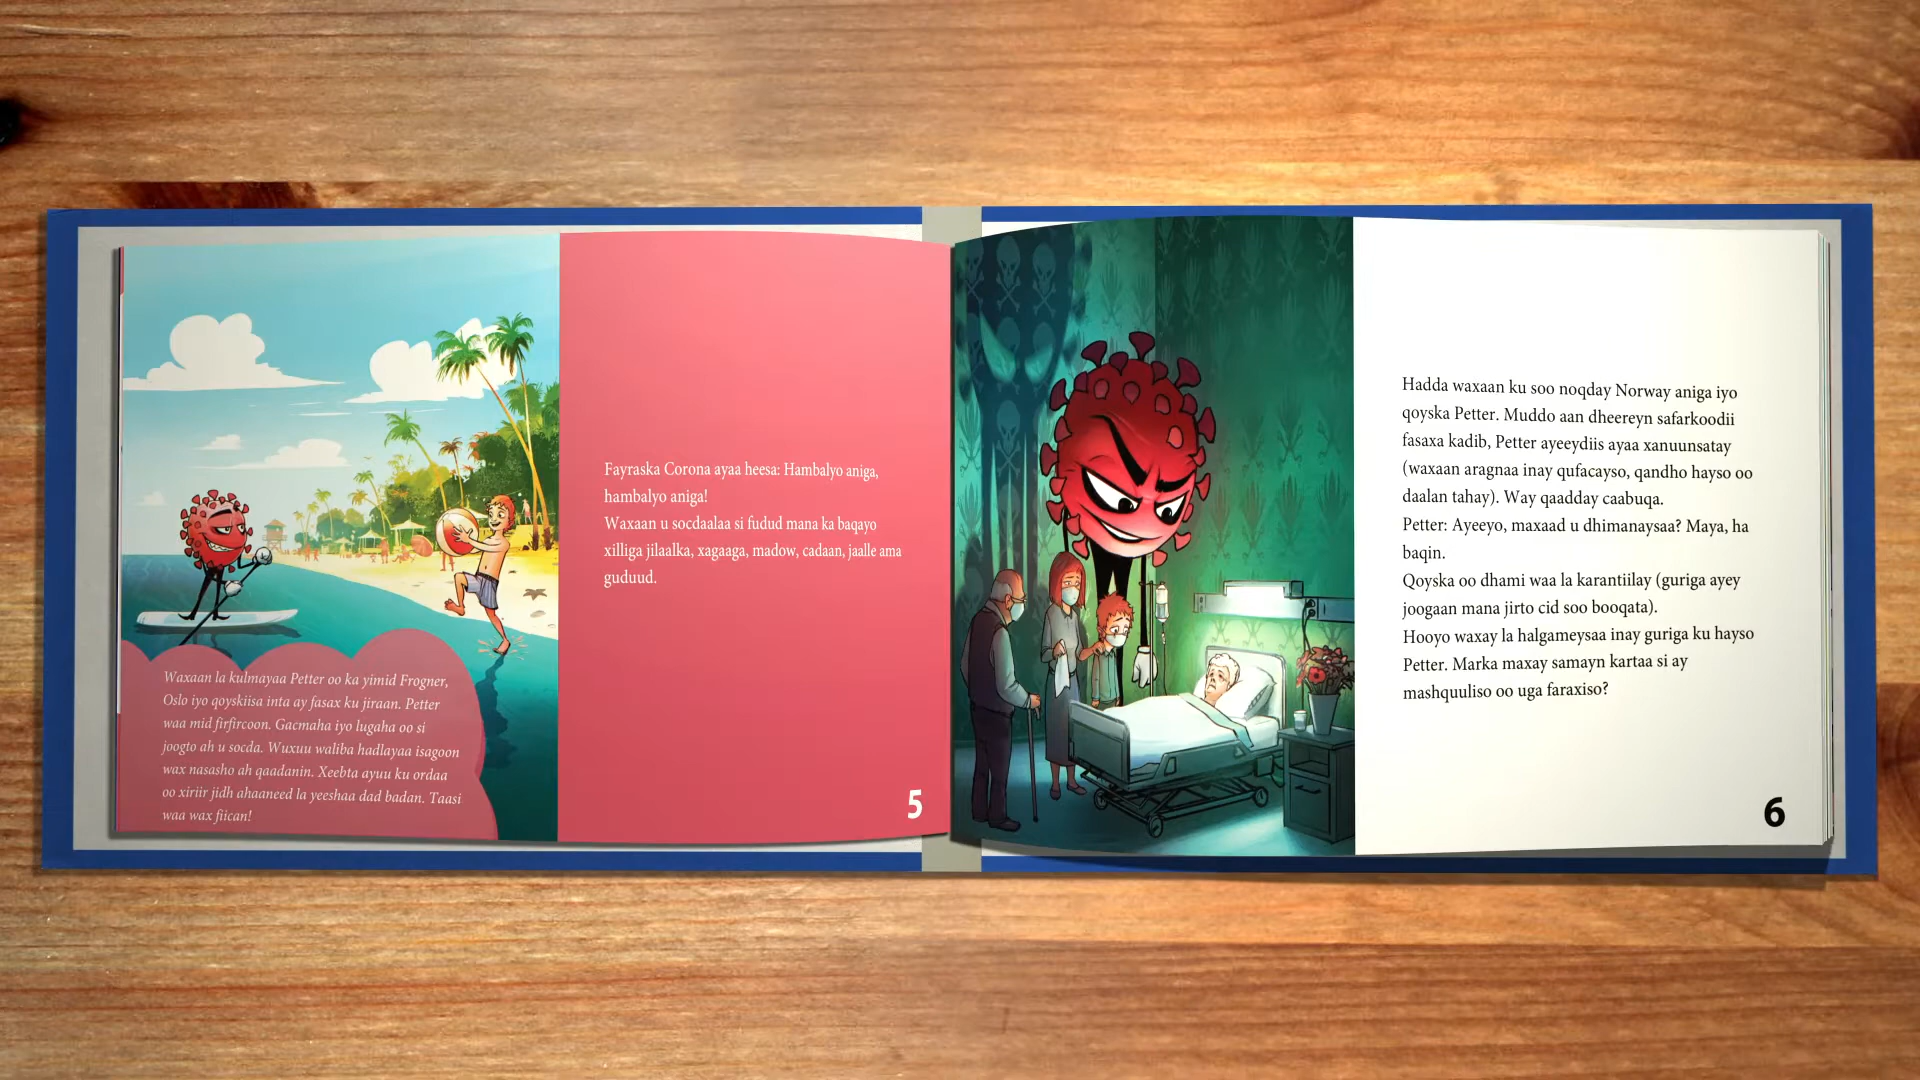 Waxaan la kulmayaa Petter oo ka yimid Frogner,
Oslo iyo qoyskiisa inta ay fasax ku jiraan. Petter
waa mid firfircoon. Gacmaha iyo lugaha oo si
joogto ah u socda. Wuxuu waliba hadlayaa isagoon
wax nasasho ah qaadanin. Xeebta ayuu ku ordaa
oo xiriir jidh ahaaneed la yeeshaa dad badan. Taasi
waa wax fiican!
Fayraska Corona ayaa heesa: Hambalyo aniga,
hambalyo aniga!
Waxaan u socdaalaa si fudud mana ka baqayo
xilliga jilaalka, xagaaga, madow, cadaan, jaalle ama
guduud.
5
Hadda waxaan ku soo noqday Norway aniga iyo
qoyska Petter. Muddo aan dheereyn safarkoodii
fasaxa kadib, Petter ayeeydiis ayaa xanuunsatay
(waxaan aragnaa inay qufacayso, qandho hayso oo
daalan tahay). Way qaadday caabuqa.
Petter: Ayeeyo, maxaad u dhimanaysaa? Maya, ha
baqin.
Qoyska oo dhami waa la karantiilay (guriga ayey
joogaan mana jirto cid soo booqata).
Hooyo waxay la halgameysaa inay guriga ku hayso
Petter. Marka maxay samayn kartaa si ay
mashquuliso oo uga faraxiso?
6